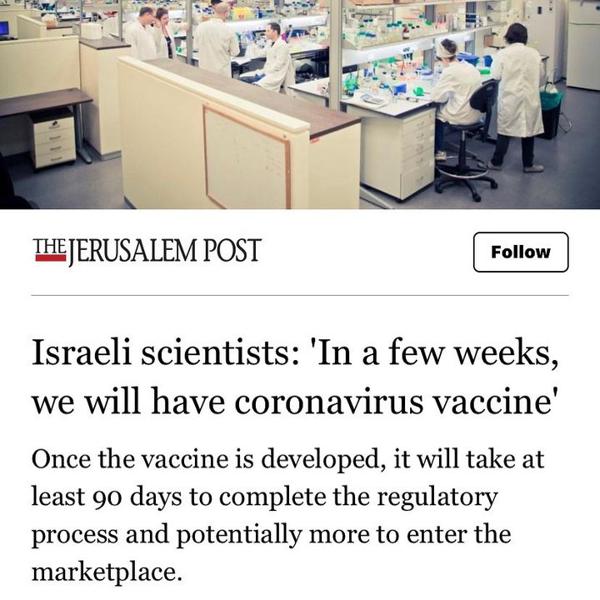 THE JERUSALEM POST
Follow
Israeli scientists: 'In a few weeks,
we will have coronavirus vaccine'
Once the vaccine is developed, it will take at
least 90 days to complete the regulatory
process and potentially more to enter the
marketplace.